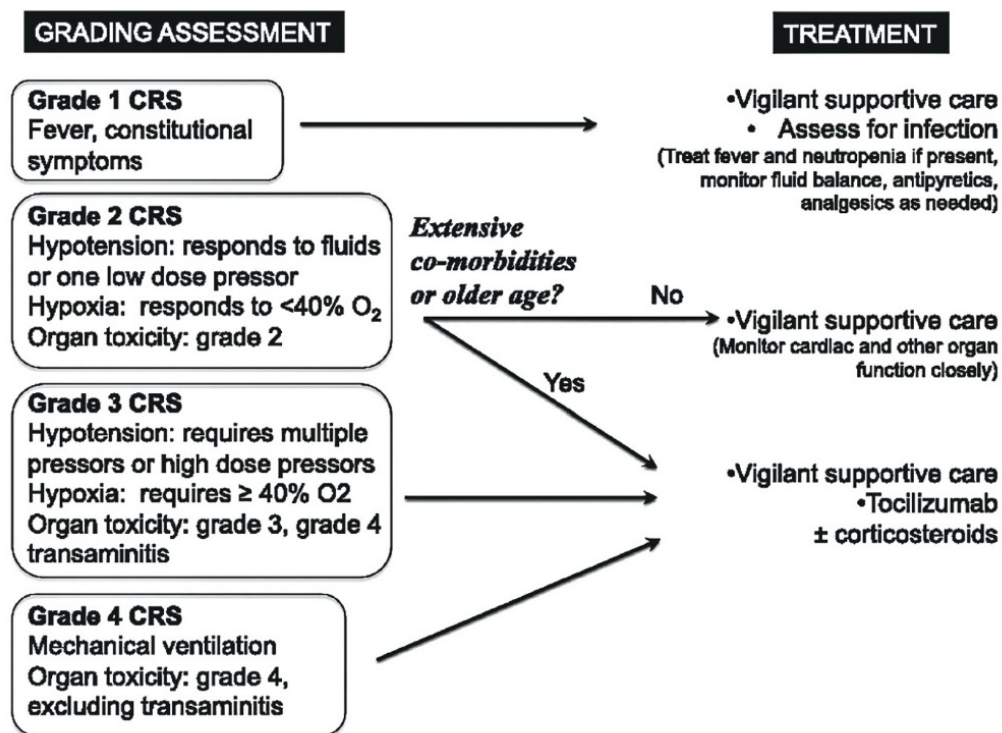 GRADING ASSESSMENT
TREATMENT
Grade 1 CRS
Fever, constitutional
symptoms
•Vigilant supportive care
• Assess for infection
(Treat fever and neutropenia if present,
monitor fluid balance, antipyretics,
analgesics as needed)
Grade 2 CRS
Hypotension: responds to fluids
or one low dose pressor
Hypoxia: responds to <40% O₂
Organ toxicity: grade 2
Extensive
co-morbidities
or older age?
No
Yes
•Vigilant supportive care
(Monitor cardiac and other organ
function closely)
Grade 3 CRS
Hypotension: requires multiple
pressors or high dose pressors
Hypoxia: requires ≥ 40% O2
Organ toxicity: grade 3, grade 4
transaminitis
•Vigilant supportive care
•Tocilizumab
± corticosteroids
Grade 4 CRS
Mechanical ventilation
Organ toxicity: grade 4,
excluding transaminitis